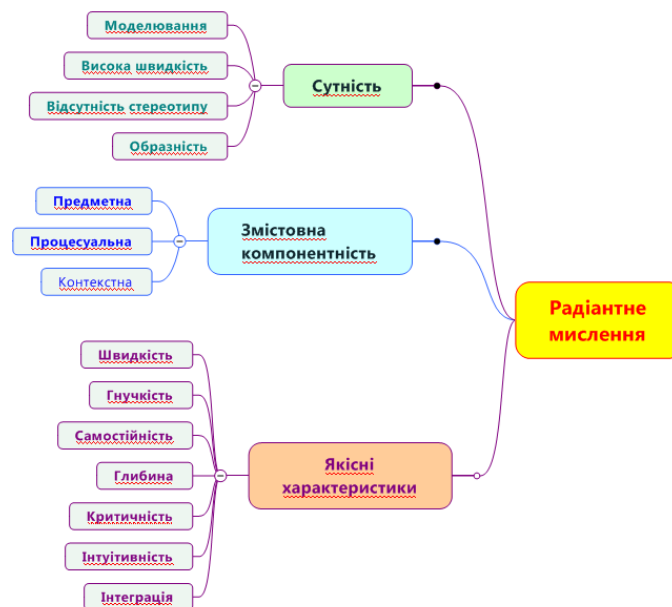 Моделювання
Висока швидкість
Відсутність стереотипу
Образність
Сутність
Предметна
Процесуальна
Контекстна
Змістовна
компонентність
Радіантне
мислення
Швидкість
Гнучкість
Самостійність
Глибина
Критичність
Інтуітивність
Інтеграція
Якісні
характеристики